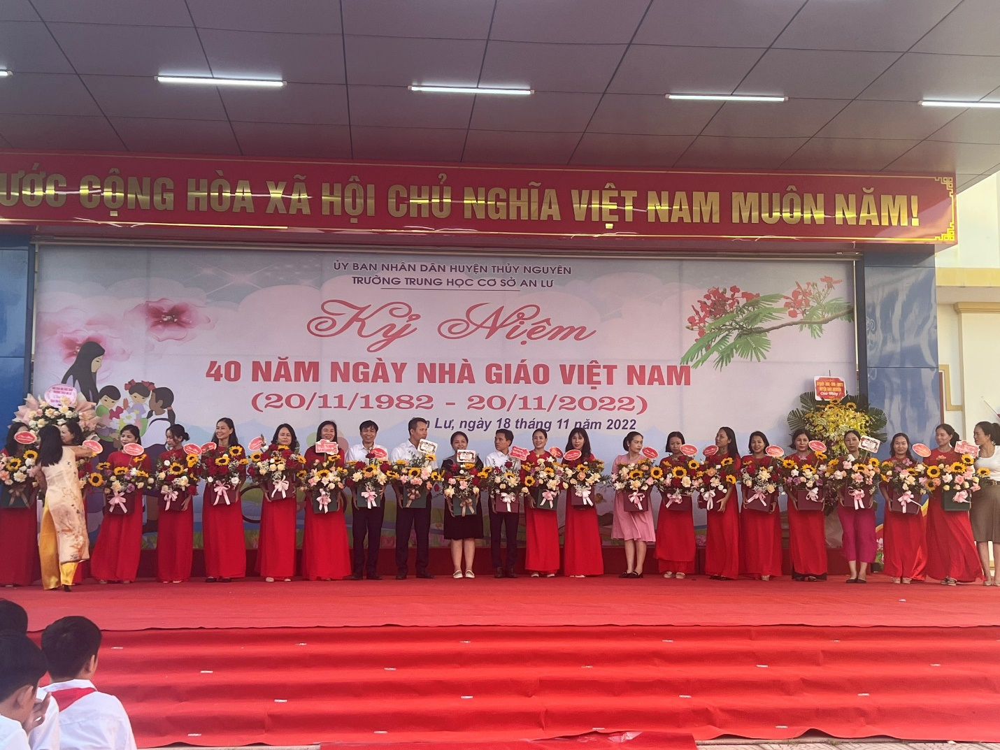 CỘNG HÒA XÃ HỘI CHỦ NGHĨA VIỆT NAM MUÔN NĂM!
ỦY BAN NHÂN DÂN HUYỆN THỦY NGUYÊN
TRƯỜNG TRUNG HỌC CƠ SỞ AN LƯ
Kỷ Niệm
40 NĂM NGÀY NHÀ GIÁO VIỆT NAM
(20/11/1982 - 20/11/2022)
Lư, ngày 18 tháng 11 năm 2022